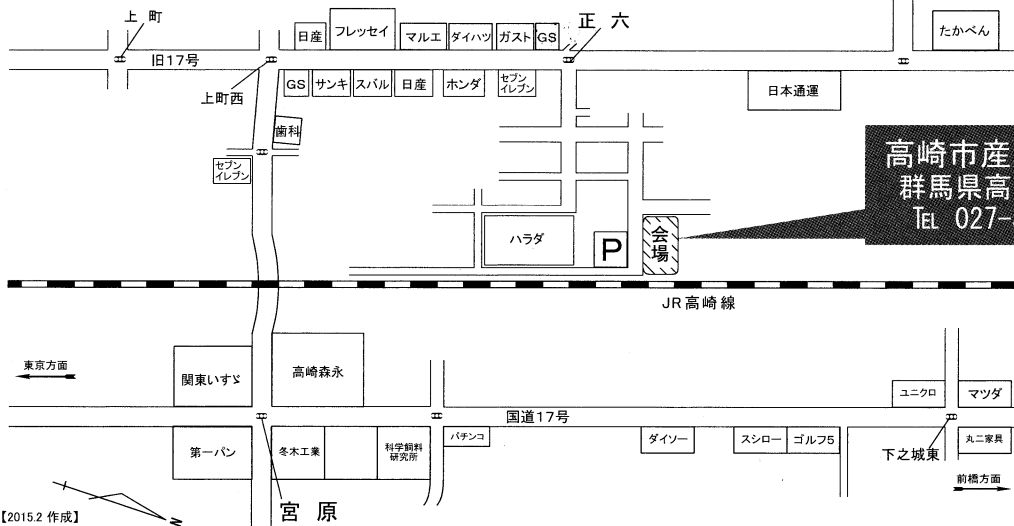 上町
正六
日産
フレッセイ
マルエ
ダイハツ
ガスト
GS
たかべん
旧17号
上町西
GS
サンキ
スバル
日産
ホンダ
セブン
イレブン
日本通運
歯科
セブン
イレブン
高崎市産
群馬県高
TEL 027-
ハラダ
P
会場
JR高崎線
東京方面
関東いすゞ
高崎森永
ユニクロ
マツダ
国道17号
第一パン
冬木工業
科学飼料
研究所
パチンコ
ダイソー
スシロー
ゴルフ5
下之城東
丸二家具
前橋方面
宮原
N
【2015.2 作成】